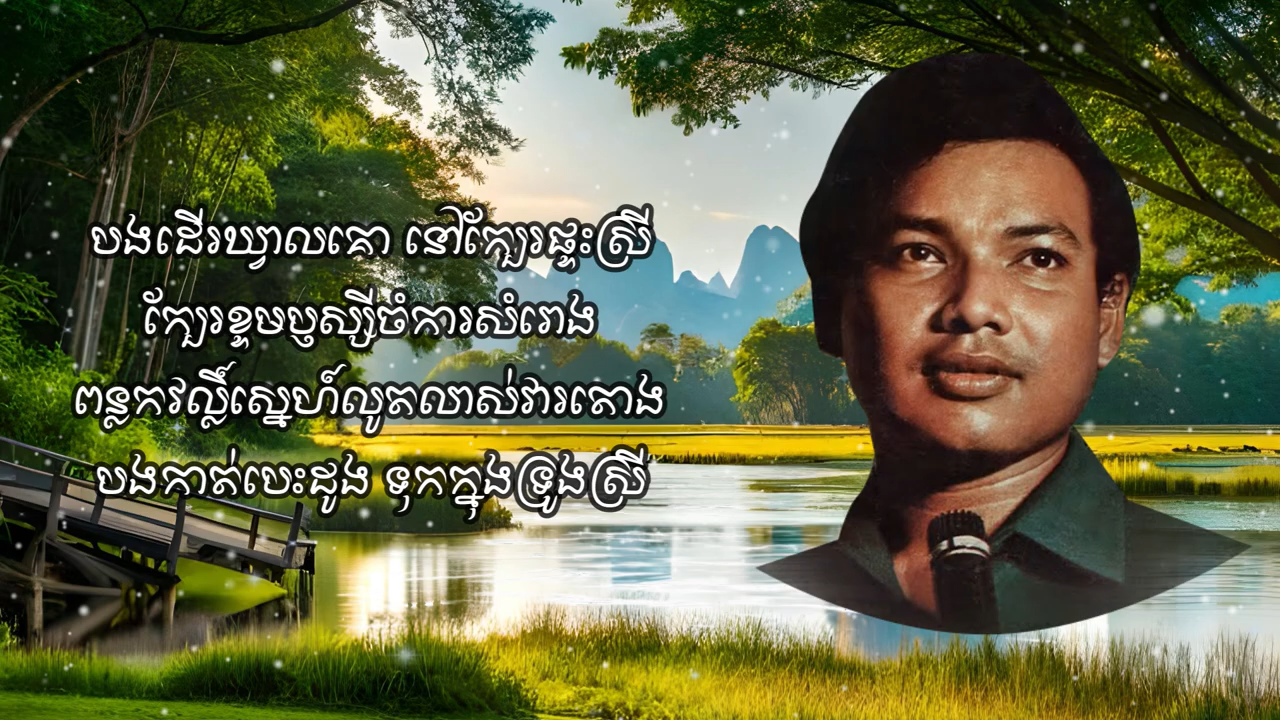 បងដើរឃ្វាលគោ នៅក្បែរផ្ទះស្រី
ក្បែរខ្ទមឫស្សីចំការសំរោង
ពន្លកវល្លិ៍ស្នេហ៍លូតលាស់វារតោង
បងកាត់បេះដូង ទុកក្នុងទ្រូងស្រី